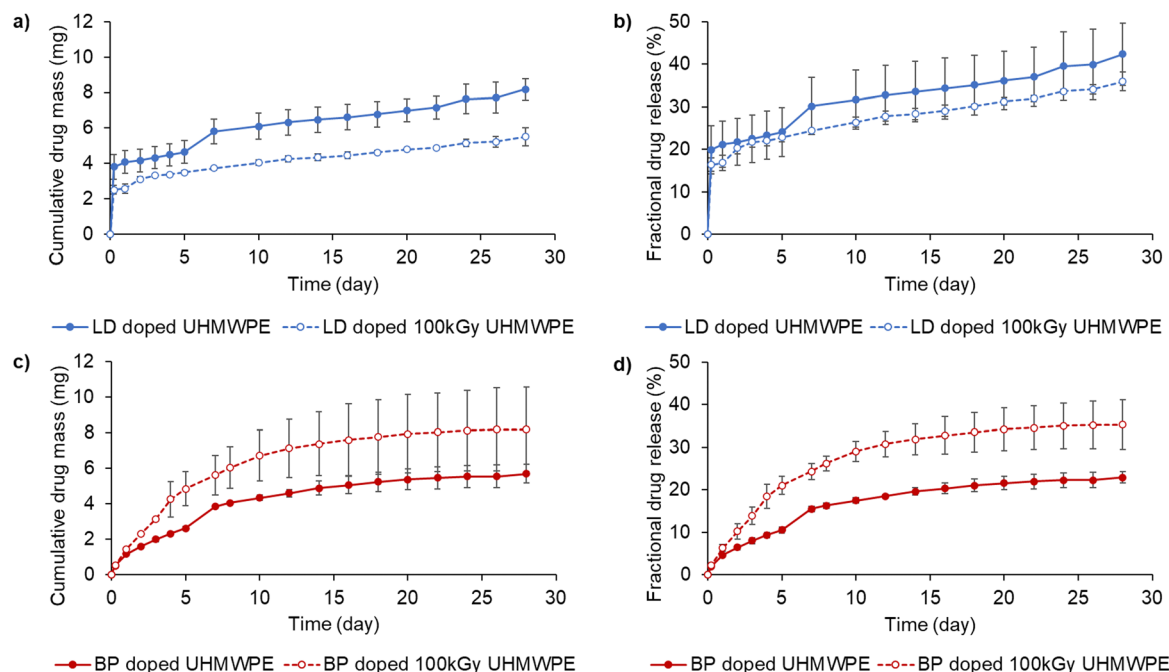 a)
Cumulative drug mass (mg)
12
10
8
6
4
2
0
0 5 10 15 20 25 30
Time (day)
LD doped UHMWPE LD doped 100kGy UHMWPE
b)
Fractional drug release (%)
50
40
30
20
10
0
0 5 10 15 20 25 30
Time (day)
LD doped UHMWPE LD doped 100kGy UHMWPE
c)
Cumulative drug mass (mg)
12
10
8
6
4
2
0
0 5 10 15 20 25 30
Time (day)
BP doped UHMWPE BP doped 100kGy UHMWPE
d)
Fractional drug release (%)
50
40
30
20
10
0
0 5 10 15 20 25 30
Time (day)
BP doped UHMWPE BP doped 100kGy UHMWPE